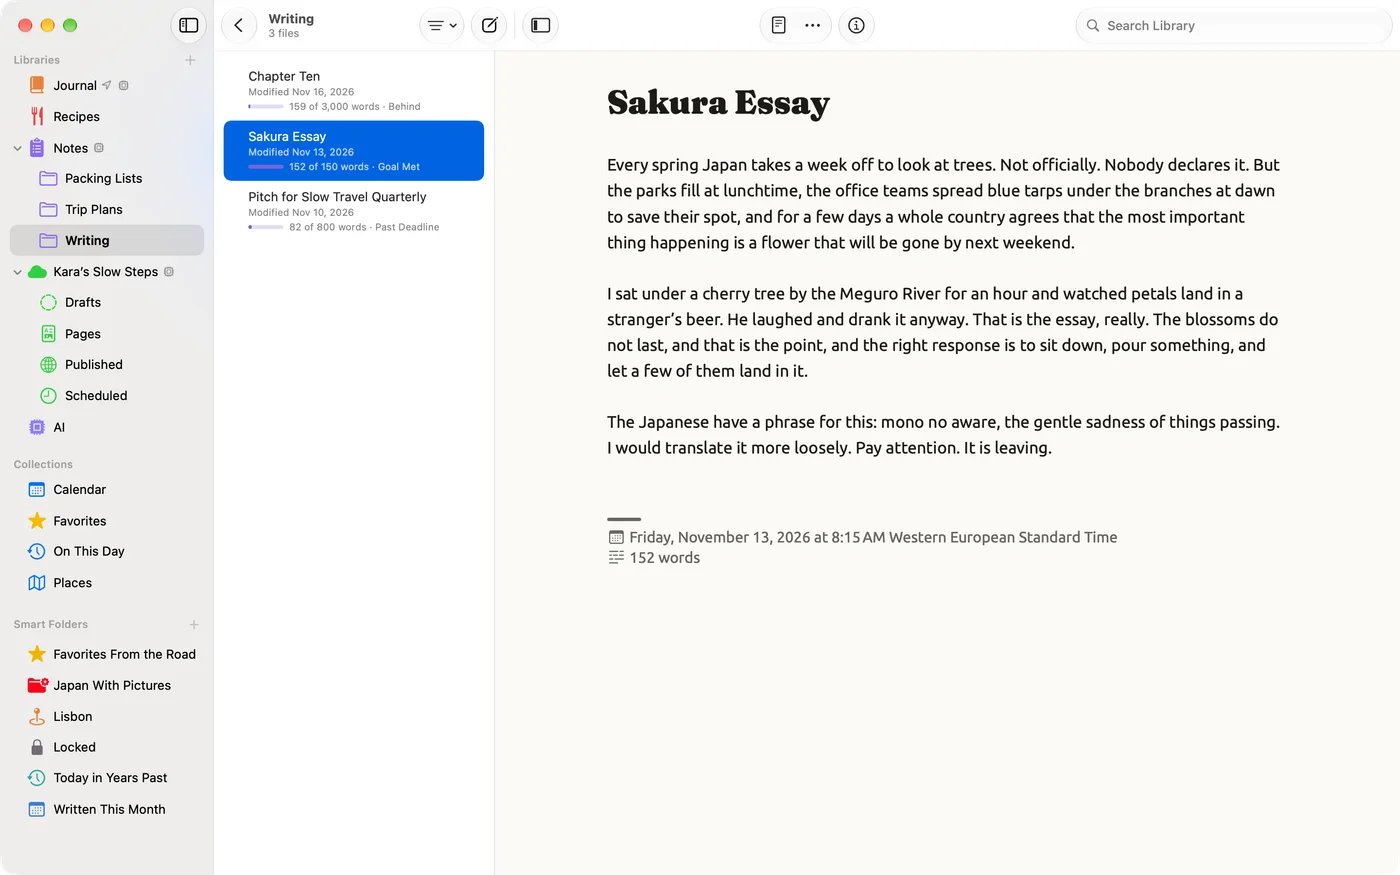 Libraries
Journal
Recipes
Notes
Packing Lists
Trip Plans
Writing
Kara’s Slow Steps
Drafts
Pages
Published
Scheduled
AI
Collections
Calendar
Favorites
On This Day
Places
Smart Folders
Favorites From the Road
Japan With Pictures
Lisbon
Locked
Today in Years Past
Written This Month
Writing
3 files
Search Library
Chapter Ten
Modified Nov 16, 2026
159 of 3,000 words · Behind
Sakura Essay
Modified Nov 13, 2026
152 of 150 words · Goal Met
Pitch for Slow Travel Quarterly
Modified Nov 10, 2026
82 of 800 words · Past Deadline
Sakura Essay
Every spring Japan takes a week off to look at trees. Not officially. Nobody declares it. But
the parks fill at lunchtime, the office teams spread blue tarps under the branches at dawn
to save their spot, and for a few days a whole country agrees that the most important
thing happening is a flower that will be gone by next weekend.
I sat under a cherry tree by the Meguro River for an hour and watched petals land in a
stranger’s beer. He laughed and drank it anyway. That is the essay, really. The blossoms do
not last, and that is the point, and the right response is to sit down, pour something, and
let a few of them land in it.
The Japanese have a phrase for this: mono no aware, the gentle sadness of things passing.
I would translate it more loosely. Pay attention. It is leaving.
Friday, November 13, 2026 at 8:15 AM Western European Standard Time
152 words